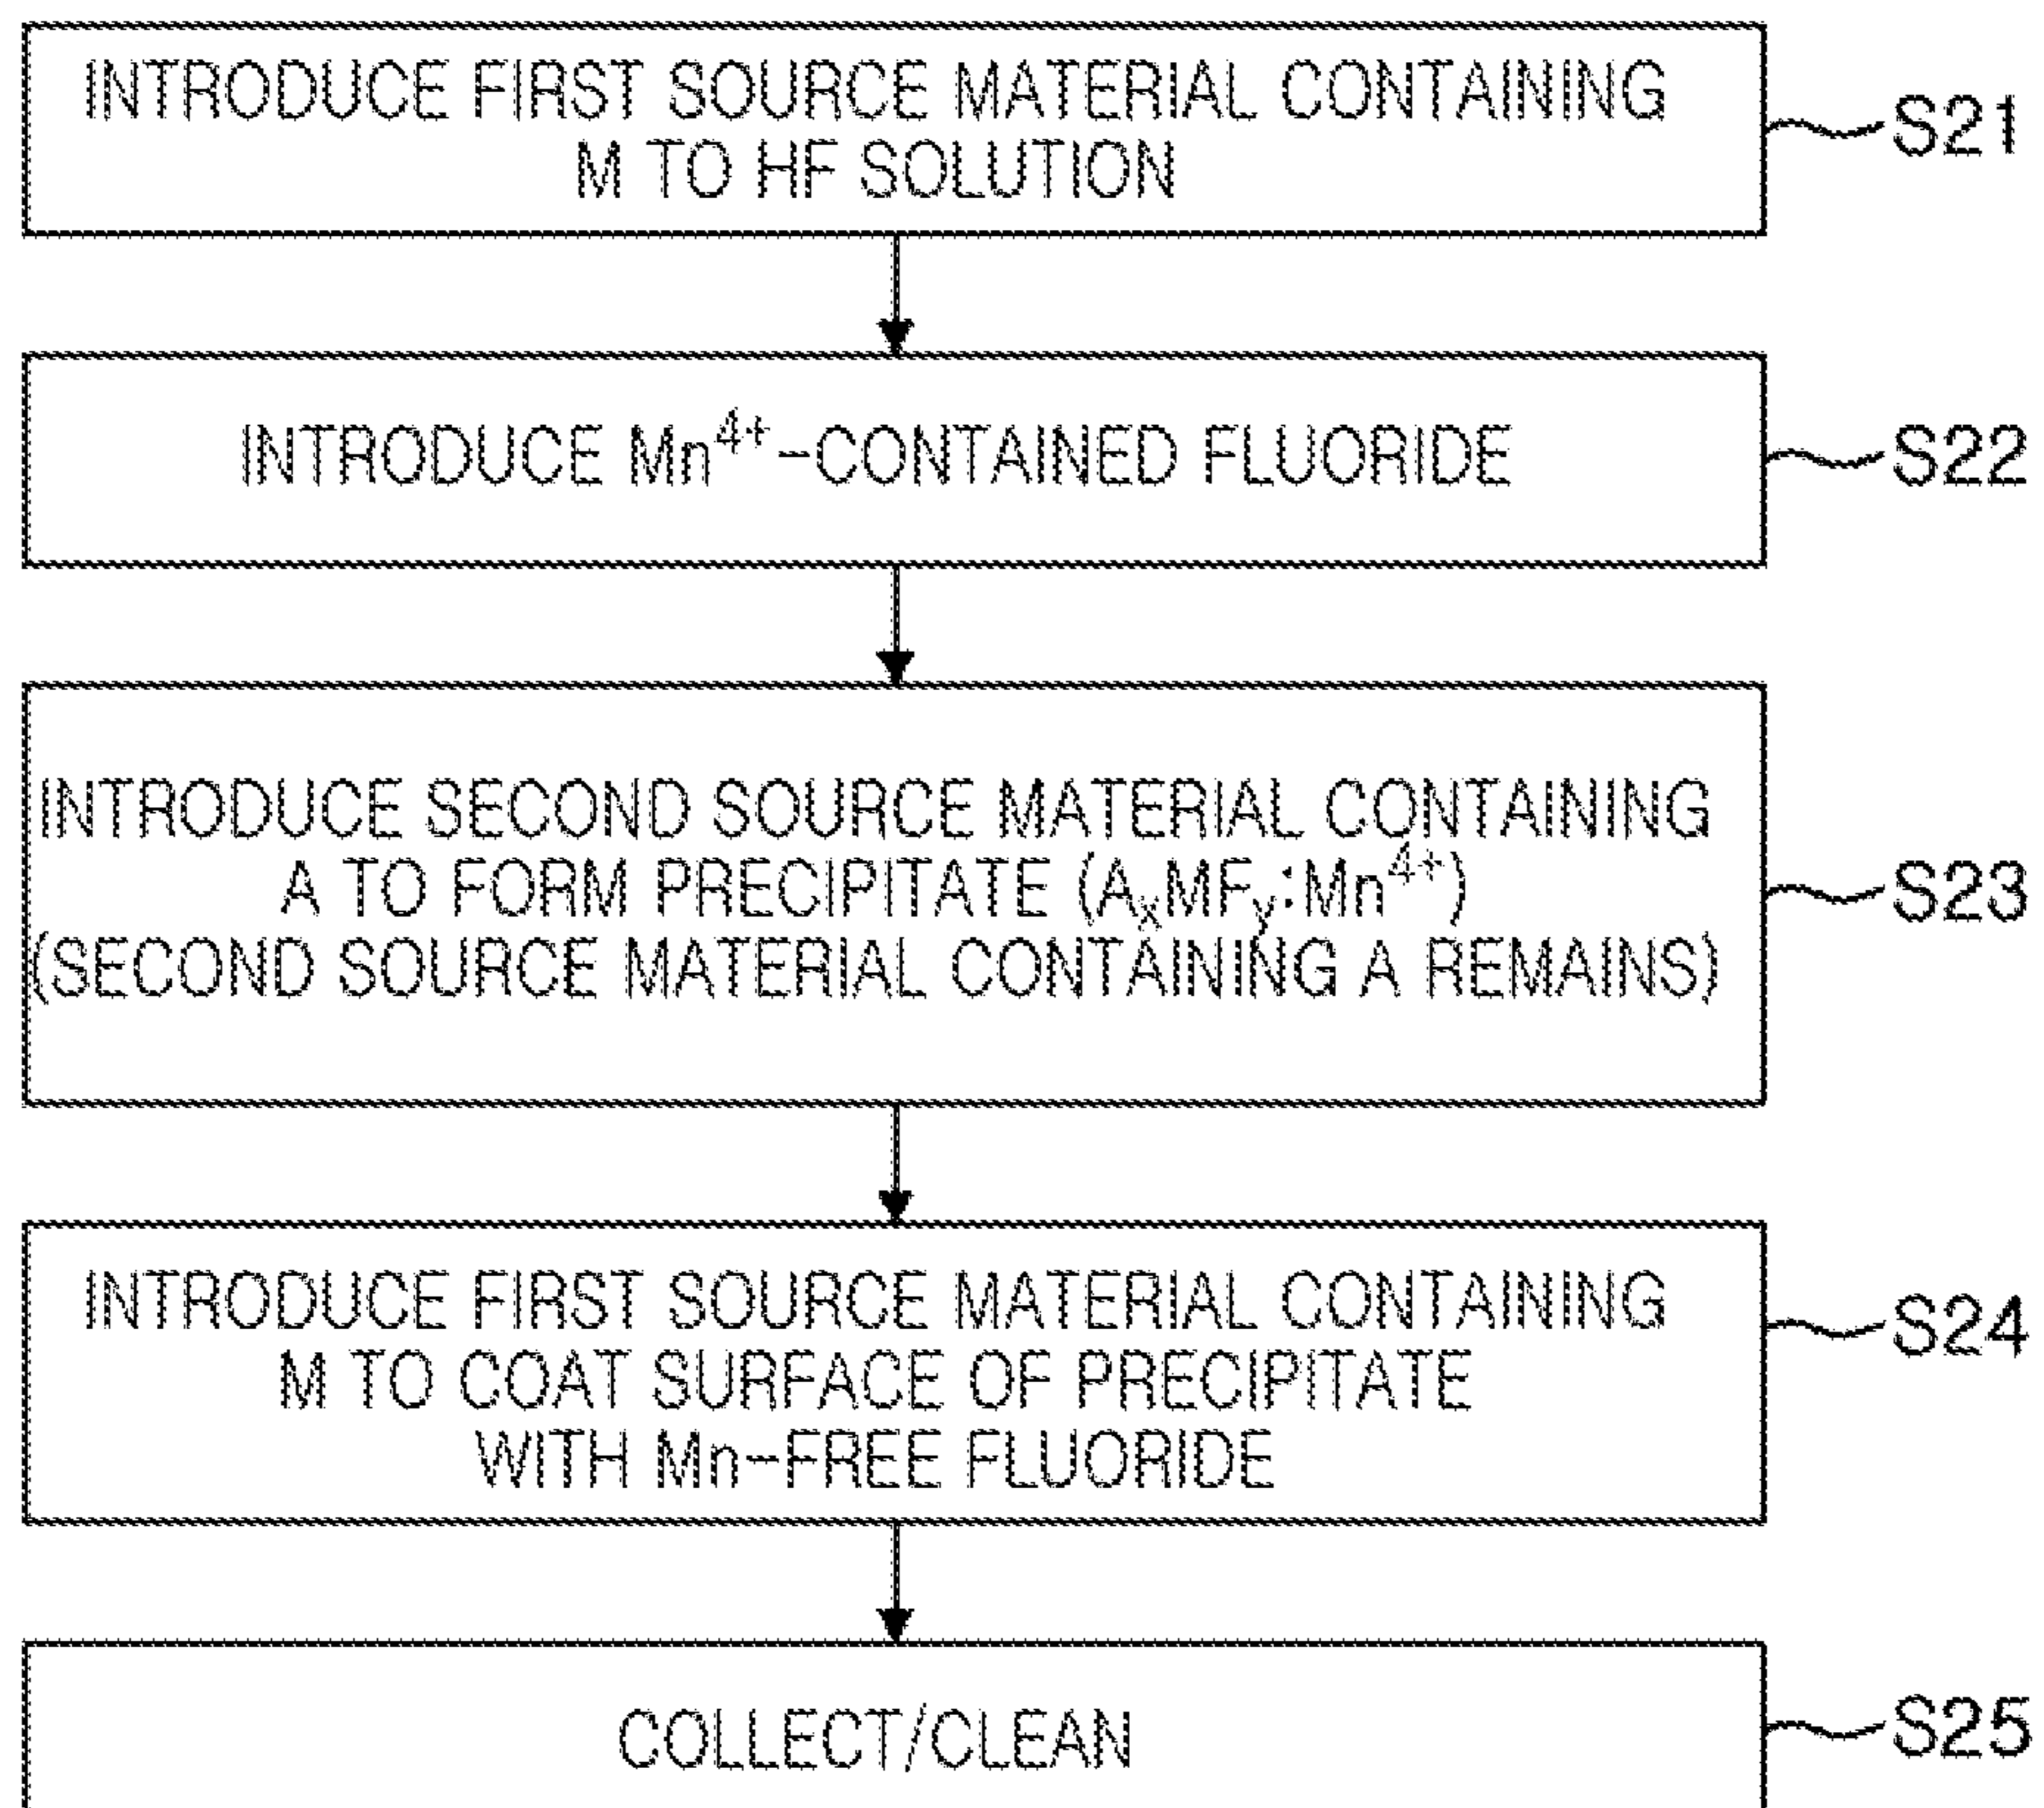 INTRODUCE FIRST SOURCE MATERIAL CONTAINING
M TO HF SOLUTION
S21
INTRODUCE Mn⁴⁺-CONTAINED FLUORIDE
S22
INTRODUCE SECOND SOURCE MATERIAL CONTAINING
A TO FORM PRECIPITATE (AₓMFᵧ:Mn⁴⁺)
(SECOND SOURCE MATERIAL CONTAINING A REMAINS)
S23
INTRODUCE FIRST SOURCE MATERIAL CONTAINING
M TO COAT SURFACE OF PRECIPITATE
WITH Mn-FREE FLUORIDE
S24
COLLECT/CLEAN
S25